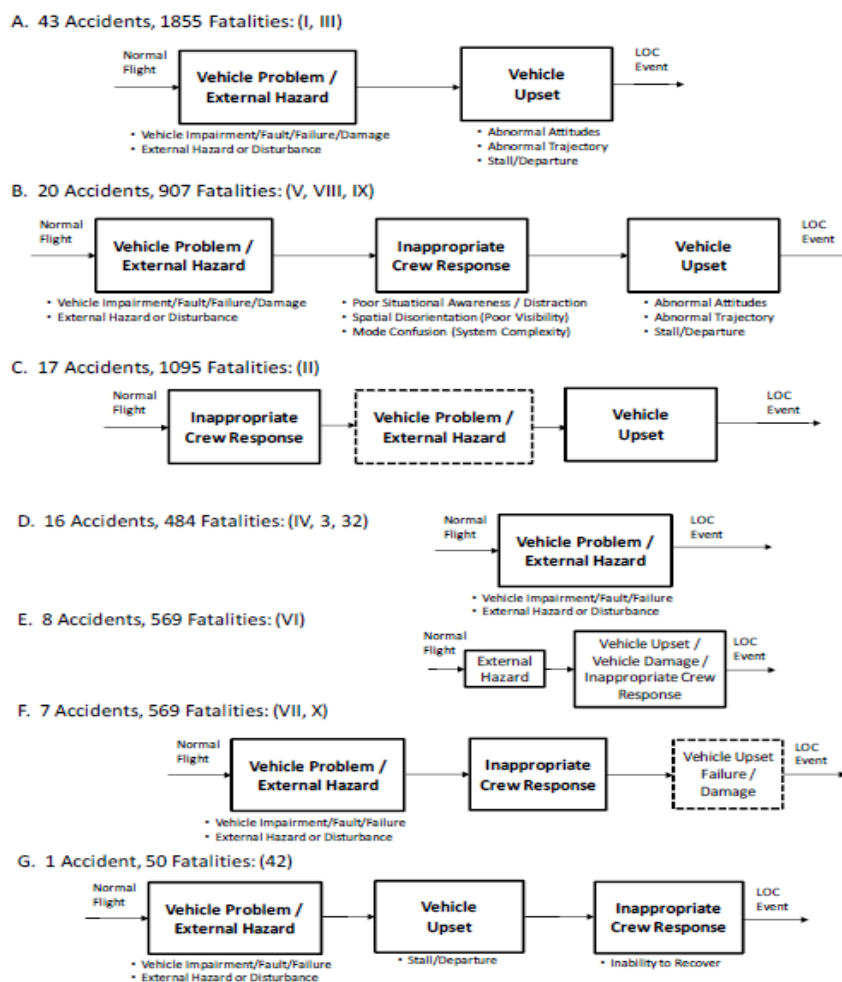 A. 43 Accidents, 1855 Fatalities: (I, III)
Normal
Flight
Vehicle Problem /
External Hazard
• Vehicle Impairment/Fault/Failure/Damage
• External Hazard or Disturbance
Vehicle
Upset
• Abnormal Attitudes
• Abnormal Trajectory
• Stall/Departure
LOC
Event
B. 20 Accidents, 907 Fatalities: (V, VIII, IX)
Normal
Flight
Vehicle Problem /
External Hazard
• Vehicle Impairment/Fault/Failure/Damage
• External Hazard or Disturbance
Inappropriate
Crew Response
• Poor Situational Awareness / Distraction
• Spatial Disorientation (Poor Visibility)
• Mode Confusion (System Complexity)
Vehicle
Upset
• Abnormal Attitudes
• Abnormal Trajectory
• Stall/Departure
LOC
Event
C. 17 Accidents, 1095 Fatalities: (II)
Normal
Flight
Inappropriate
Crew Response
Vehicle Problem /
External Hazard
Vehicle
Upset
LOC
Event
D. 16 Accidents, 484 Fatalities: (IV, 3, 32)
Normal
Flight
Vehicle Problem /
External Hazard
• Vehicle Impairment/Fault/Failure
• External Hazard or Disturbance
LOC
Event
E. 8 Accidents, 569 Fatalities: (VI)
Normal
Flight
External
Hazard
Vehicle Upset /
Vehicle Damage /
Inappropriate Crew
Response
LOC
Event
F. 7 Accidents, 569 Fatalities: (VII, X)
Normal
Flight
Vehicle Problem /
External Hazard
• Vehicle Impairment/Fault/Failure
• External Hazard or Disturbance
Inappropriate
Crew Response
Vehicle Upset
Failure /
Damage
LOC
Event
G. 1 Accident, 50 Fatalities: (42)
Normal
Flight
Vehicle Problem /
External Hazard
• Vehicle Impairment/Fault/Failure
• External Hazard or Disturbance
Vehicle
Upset
• Stall/Departure
Inappropriate
Crew Response
• Inability to Recover
LOC
Event